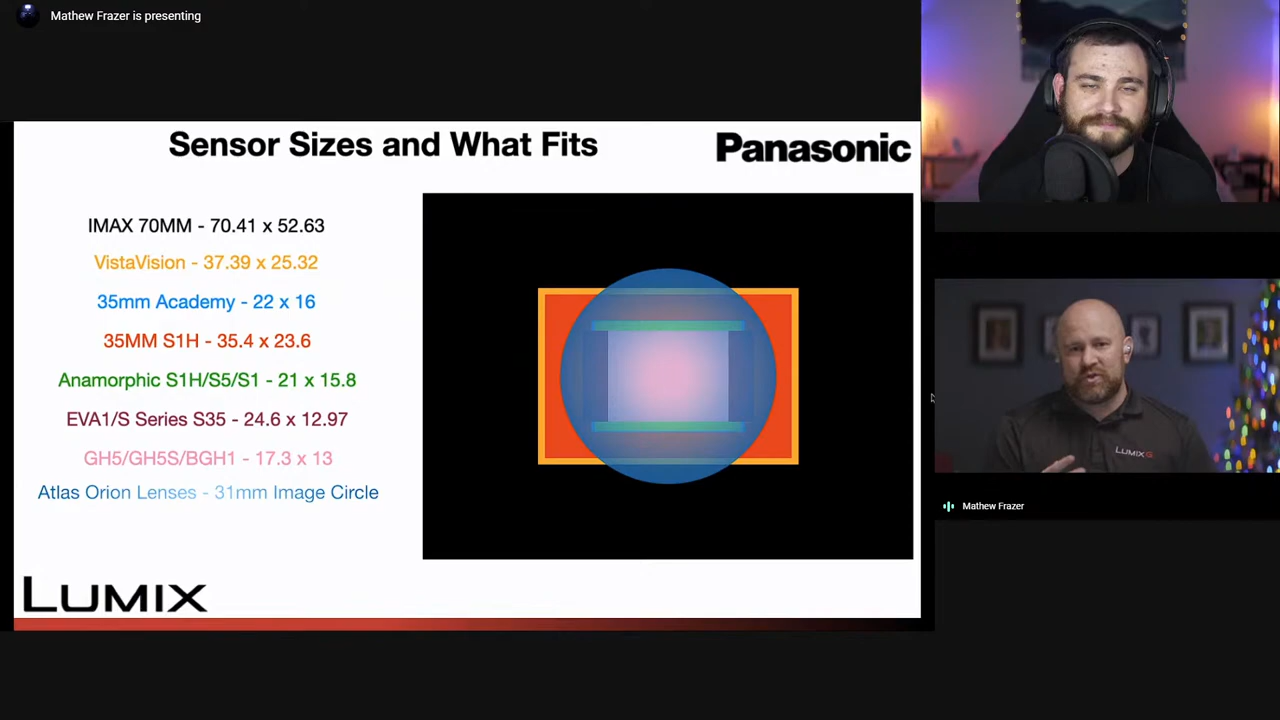 Mathew Frazer is presenting
Sensor Sizes and What Fits
Panasonic
IMAX 70MM - 70.41 x 52.63
VistaVision - 37.39 x 25.32
35mm Academy - 22 x 16
35MM S1H - 35.4 x 23.6
Anamorphic S1H/S5/S1 - 21 x 15.8
EVA1/S Series S35 - 24.6 x 12.97
GH5/GH5S/BGH1 - 17.3 x 13
Atlas Orion Lenses - 31mm Image Circle
LUMIX
LUMIX G
Mathew Frazer